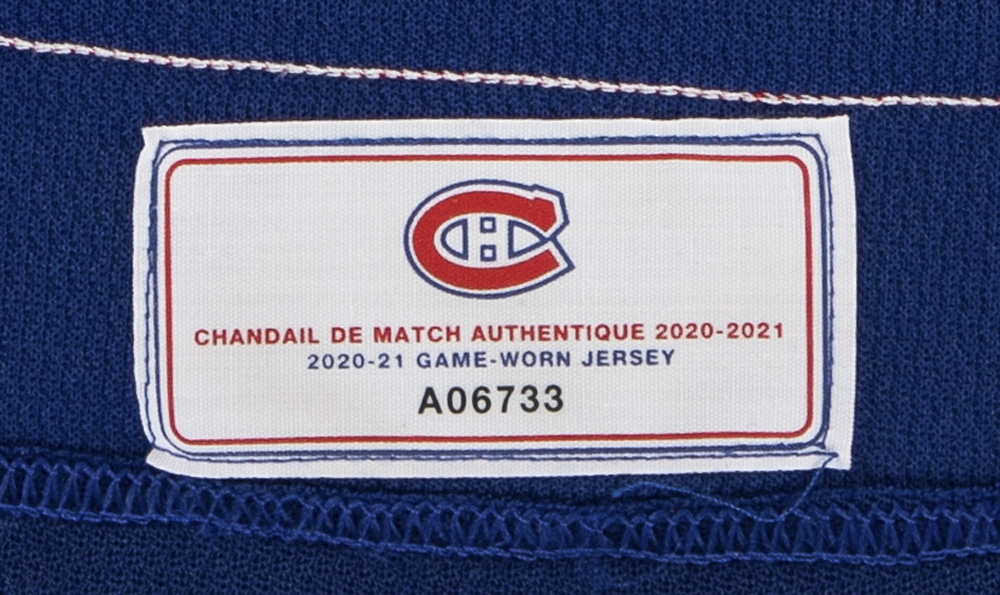 CHANDAIL DE MATCH AUTHENTIQUE 2020-2021
2020-21 GAME-WORN JERSEY
A06733